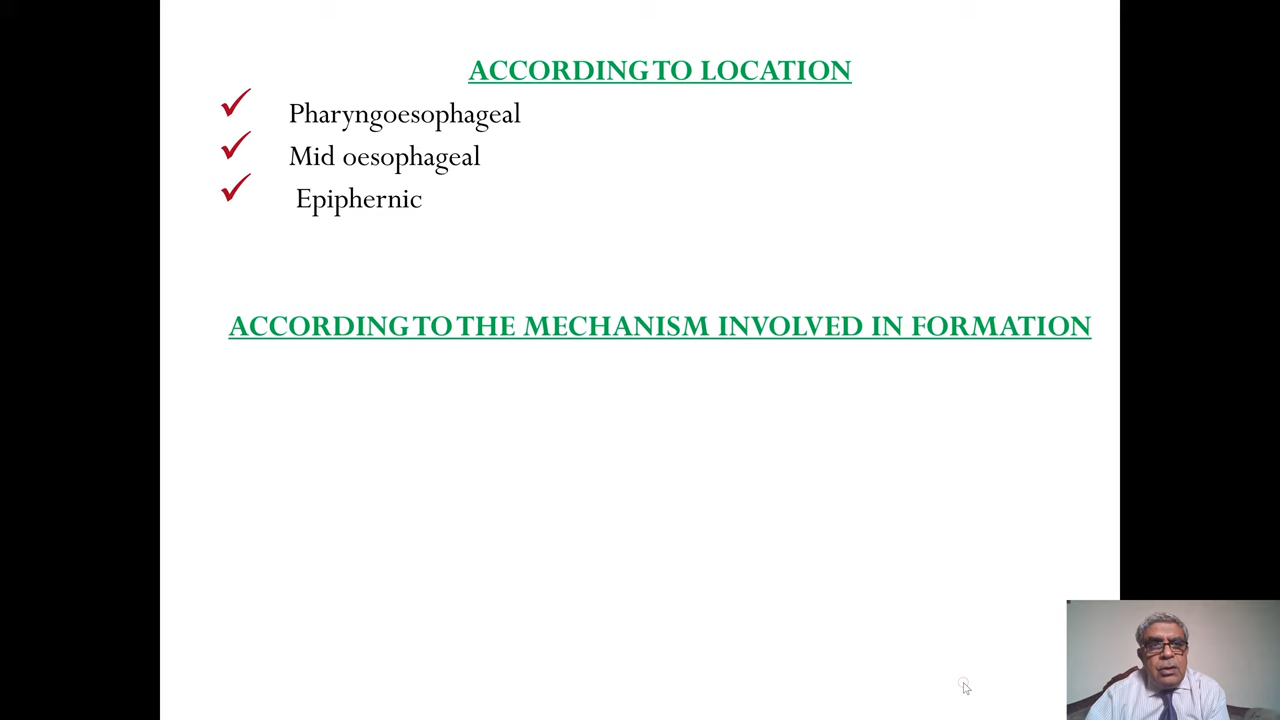 ACCORDING TO LOCATION
Pharyngoesophageal
Mid oesophageal
Epiphernic
ACCORDING TO THE MECHANISM INVOLVED IN FORMATION